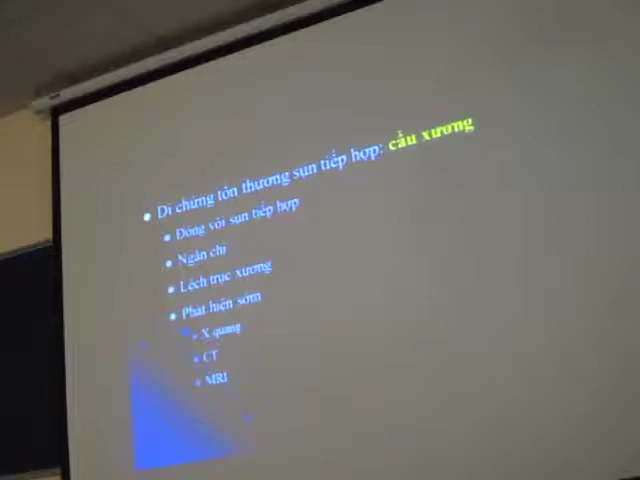 Di chứng tổn thương sụn tiếp hợp: cầu xương
Đóng vôi sụn tiếp hợp
Ngắn chi
Lệch trục xương
Phát hiện sớm
X quang
CT
MRI